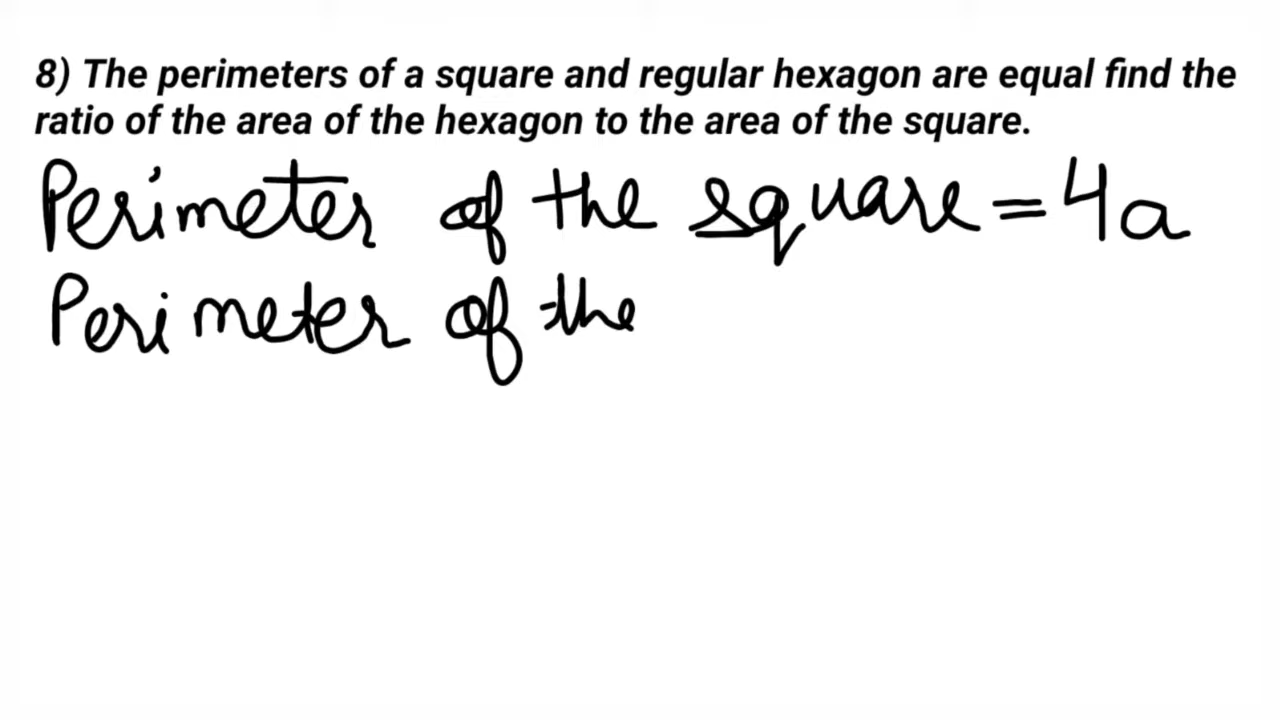 8) The perimeters of a square and regular hexagon are equal find the
ratio of the area of the hexagon to the area of the square.
Perimeter of the square = 4a
Perimeter of the